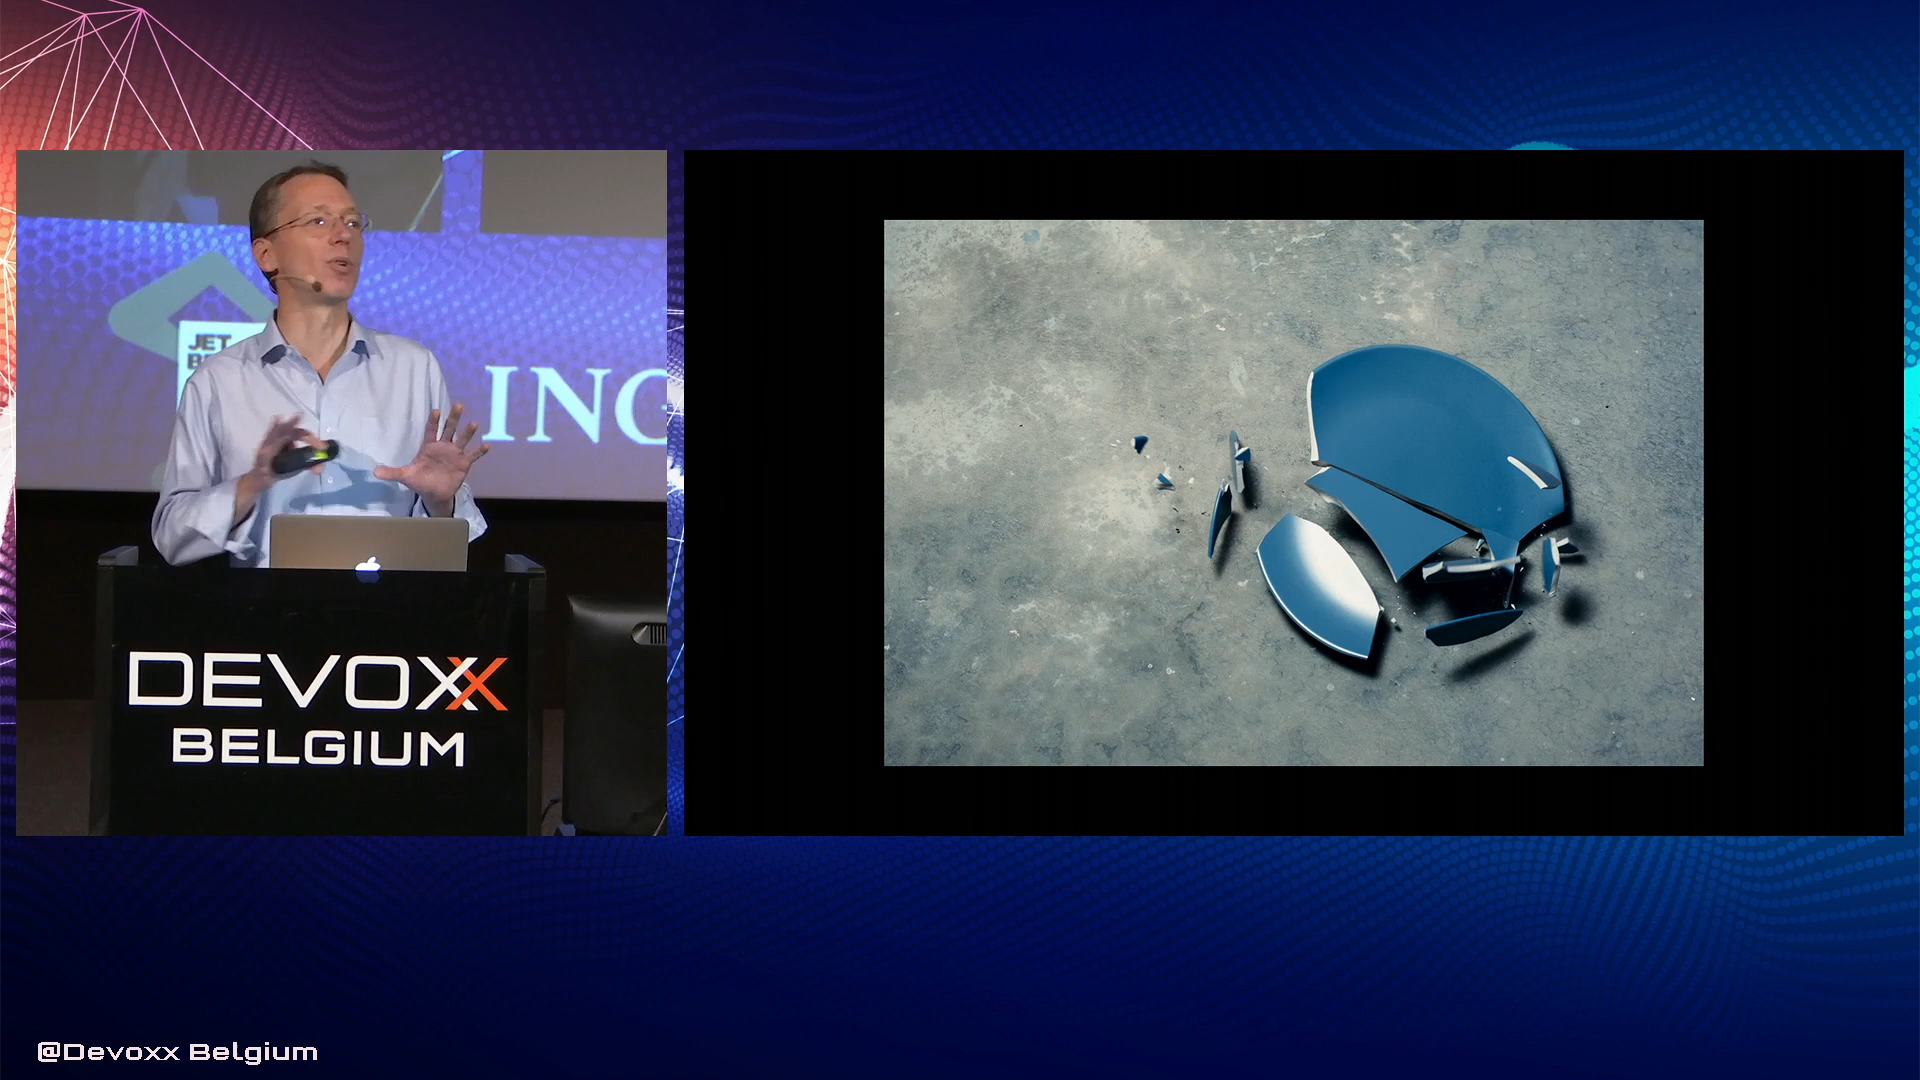 JET
ING
DEVOXX
BELGIUM
@Devoxx Belgium